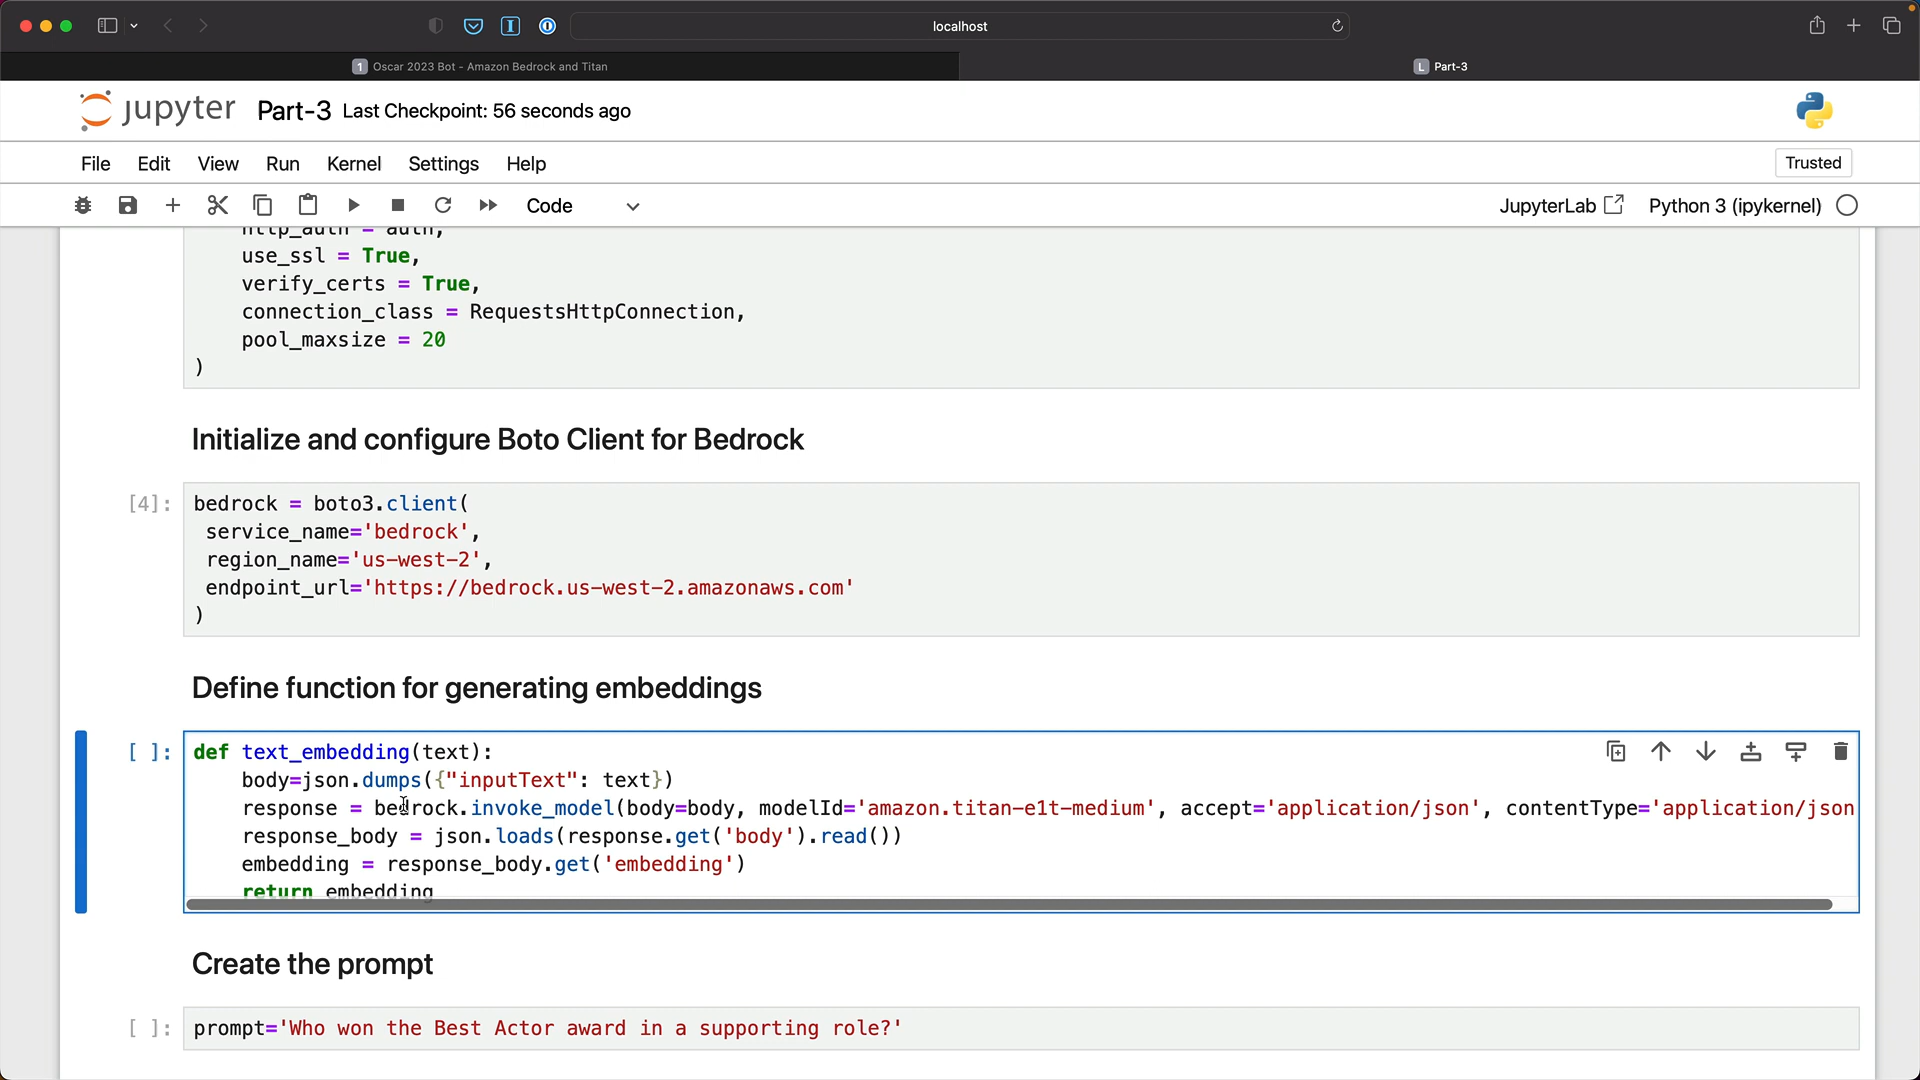 localhost
1 Oscar 2023 Bot - Amazon Bedrock and Titan
L Part-3
jupyter Part-3 Last Checkpoint: 56 seconds ago
File Edit View Run Kernel Settings Help
Trusted
Code
JupyterLab
Python 3 (ipykernel)
http_auth = auth,
use_ssl = True,
verify_certs = True,
connection_class = RequestsHttpConnection,
pool_maxsize = 20
)
Initialize and configure Boto Client for Bedrock
[4]:
bedrock = boto3.client(
service_name='bedrock',
region_name='us-west-2',
endpoint_url='https://bedrock.us-west-2.amazonaws.com'
)
Define function for generating embeddings
[ ]:
def text_embedding(text):
body=json.dumps({"inputText": text})
response = bedrock.invoke_model(body=body, modelId='amazon.titan-e1t-medium', accept='application/json', contentType='application/json
response_body = json.loads(response.get('body').read())
embedding = response_body.get('embedding')
return embedding
Create the prompt
[ ]:
prompt='Who won the Best Actor award in a supporting role?'